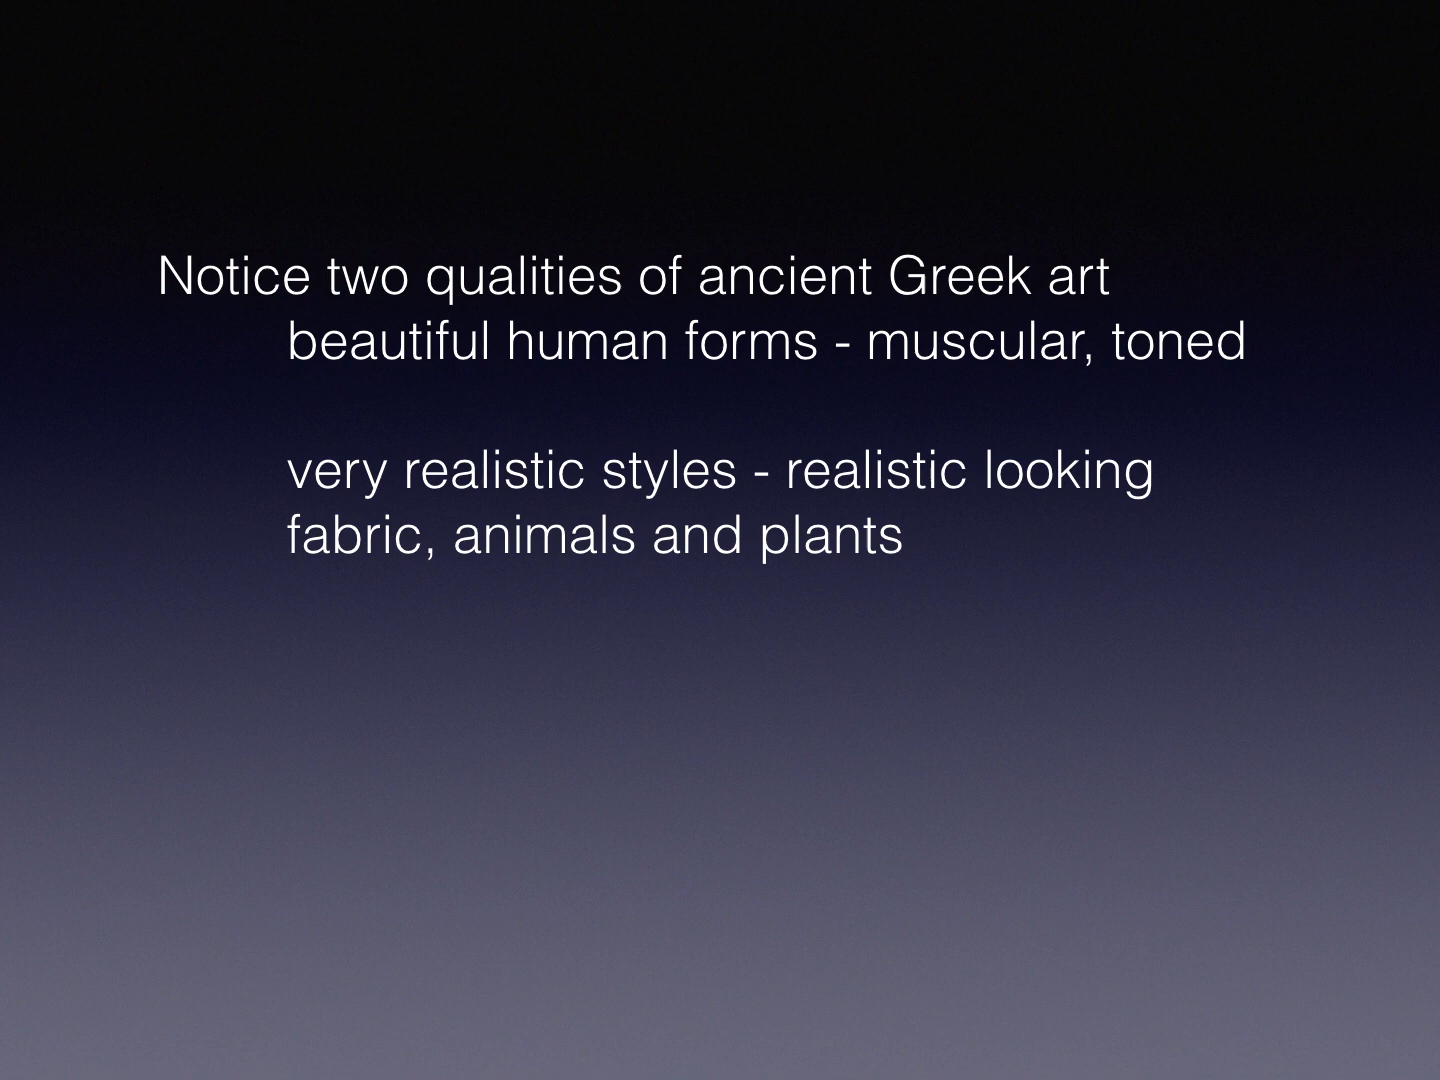 Notice two qualities of ancient Greek art
beautiful human forms - muscular, toned
very realistic styles - realistic looking
fabric, animals and plants